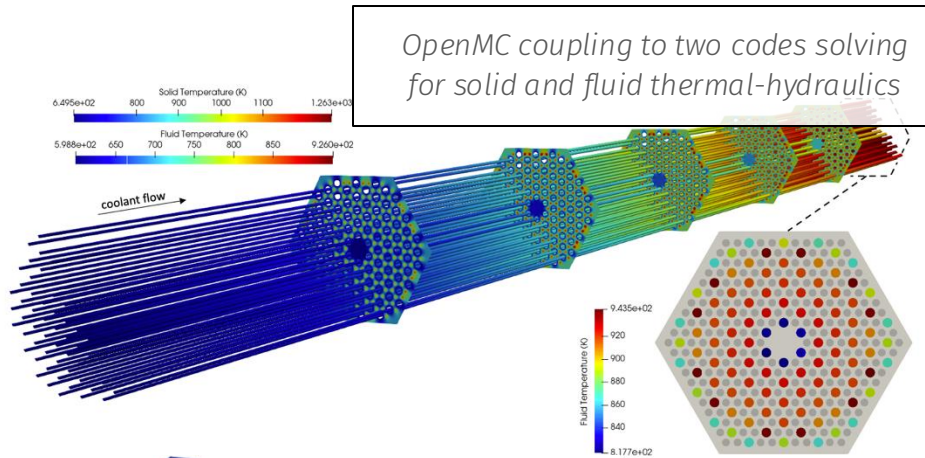 OpenMC coupling to two codes solving
for solid and fluid thermal-hydraulics
Solid Temperature (K)
6.495e+02 800 900 1000 1100 1.263e+03
Fluid Temperature (K)
5.988e+02 650 700 750 800 850 9.260e+02
coolant flow
Fluid Temperature (K)
9.435e+02
920
900
880
860
840
8.177e+02